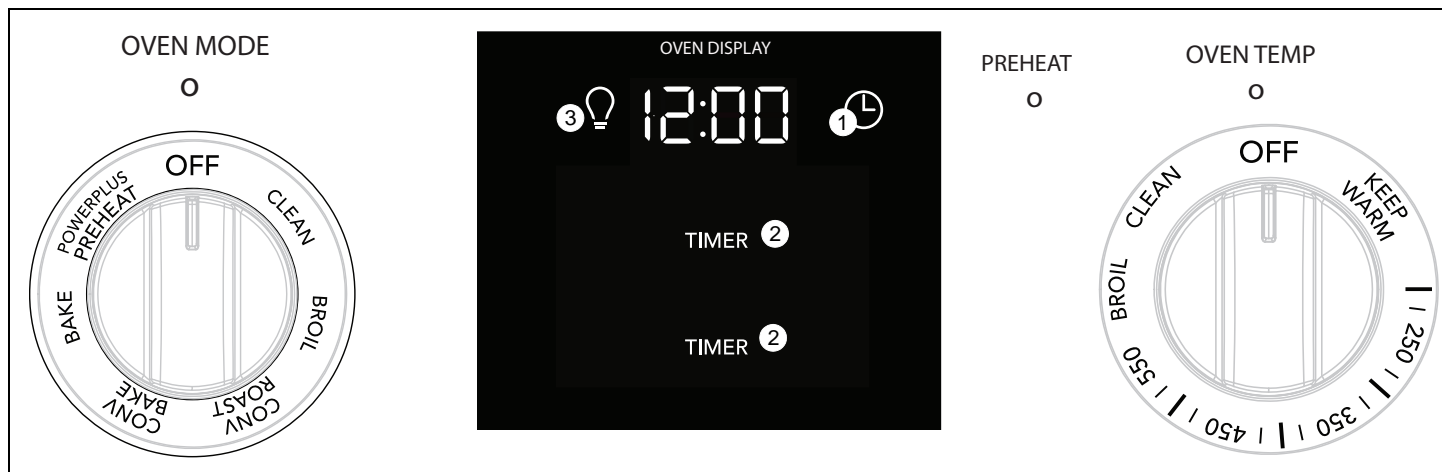 OVEN MODE
OFF
CLEAN
BROIL
CONV
ROAST
CONV
BAKE
BAKE
POWERPLUS
PREHEAT
OVEN DISPLAY
3
12:00
1
TIMER 2
TIMER 2
PREHEAT
OVEN TEMP
OFF
KEEP
WARM
250
350
450
550
BROIL
CLEAN